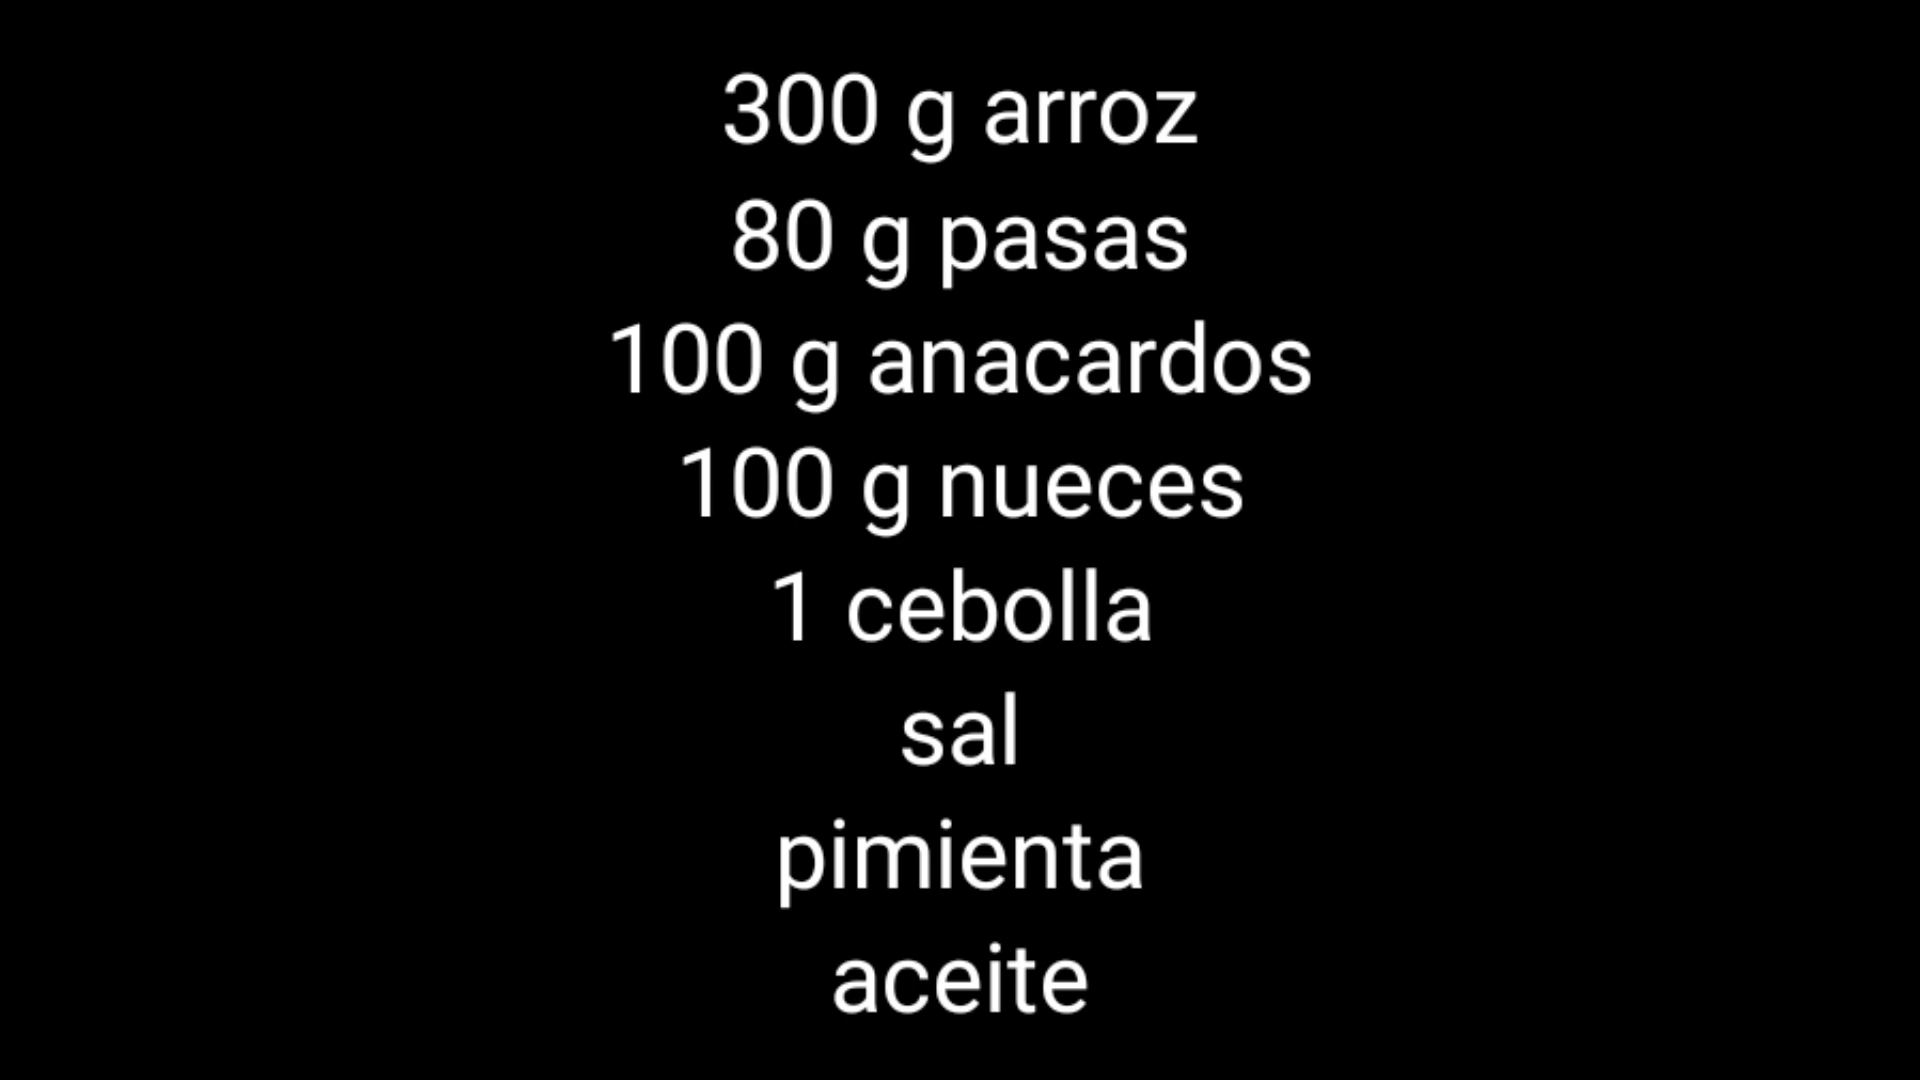 300 g arroz
80 g pasas
100 g anacardos
100 g nueces
1 cebolla
sal
pimienta
aceite